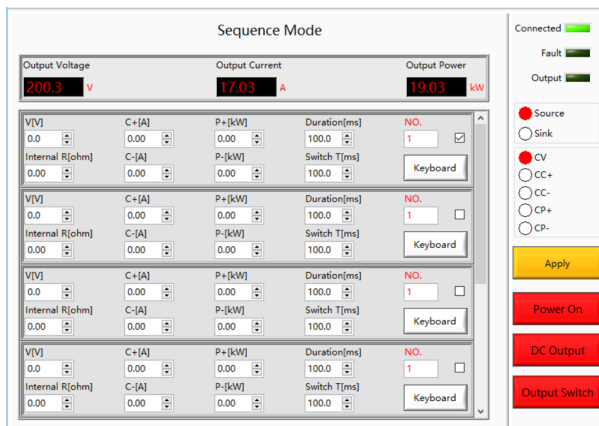 Sequence Mode
Output Voltage Output Current Output Power
200.3 V 17.03 A 19.03 kW
V[V] C+[A] P+[kW] Duration[ms] NO.
0.0 0.00 0.00 100.0 1
Internal R[ohm] C-[A] P-[kW] Switch T[ms]
0.00 0.00 0.00 100.0 Keyboard
V[V] C+[A] P+[kW] Duration[ms] NO.
0.0 0.00 0.00 100.0 1
Internal R[ohm] C-[A] P-[kW] Switch T[ms]
0.00 0.00 0.00 100.0 Keyboard
V[V] C+[A] P+[kW] Duration[ms] NO.
0.0 0.00 0.00 100.0 1
Internal R[ohm] C-[A] P-[kW] Switch T[ms]
0.00 0.00 0.00 100.0 Keyboard
V[V] C+[A] P+[kW] Duration[ms] NO.
0.0 0.00 0.00 100.0 1
Internal R[ohm] C-[A] P-[kW] Switch T[ms]
0.00 0.00 0.00 100.0 Keyboard
Connected
Fault
Output
Source
Sink
CV
CC+
CC-
CP+
CP-
Apply
Power On
DC Output
Output Switch